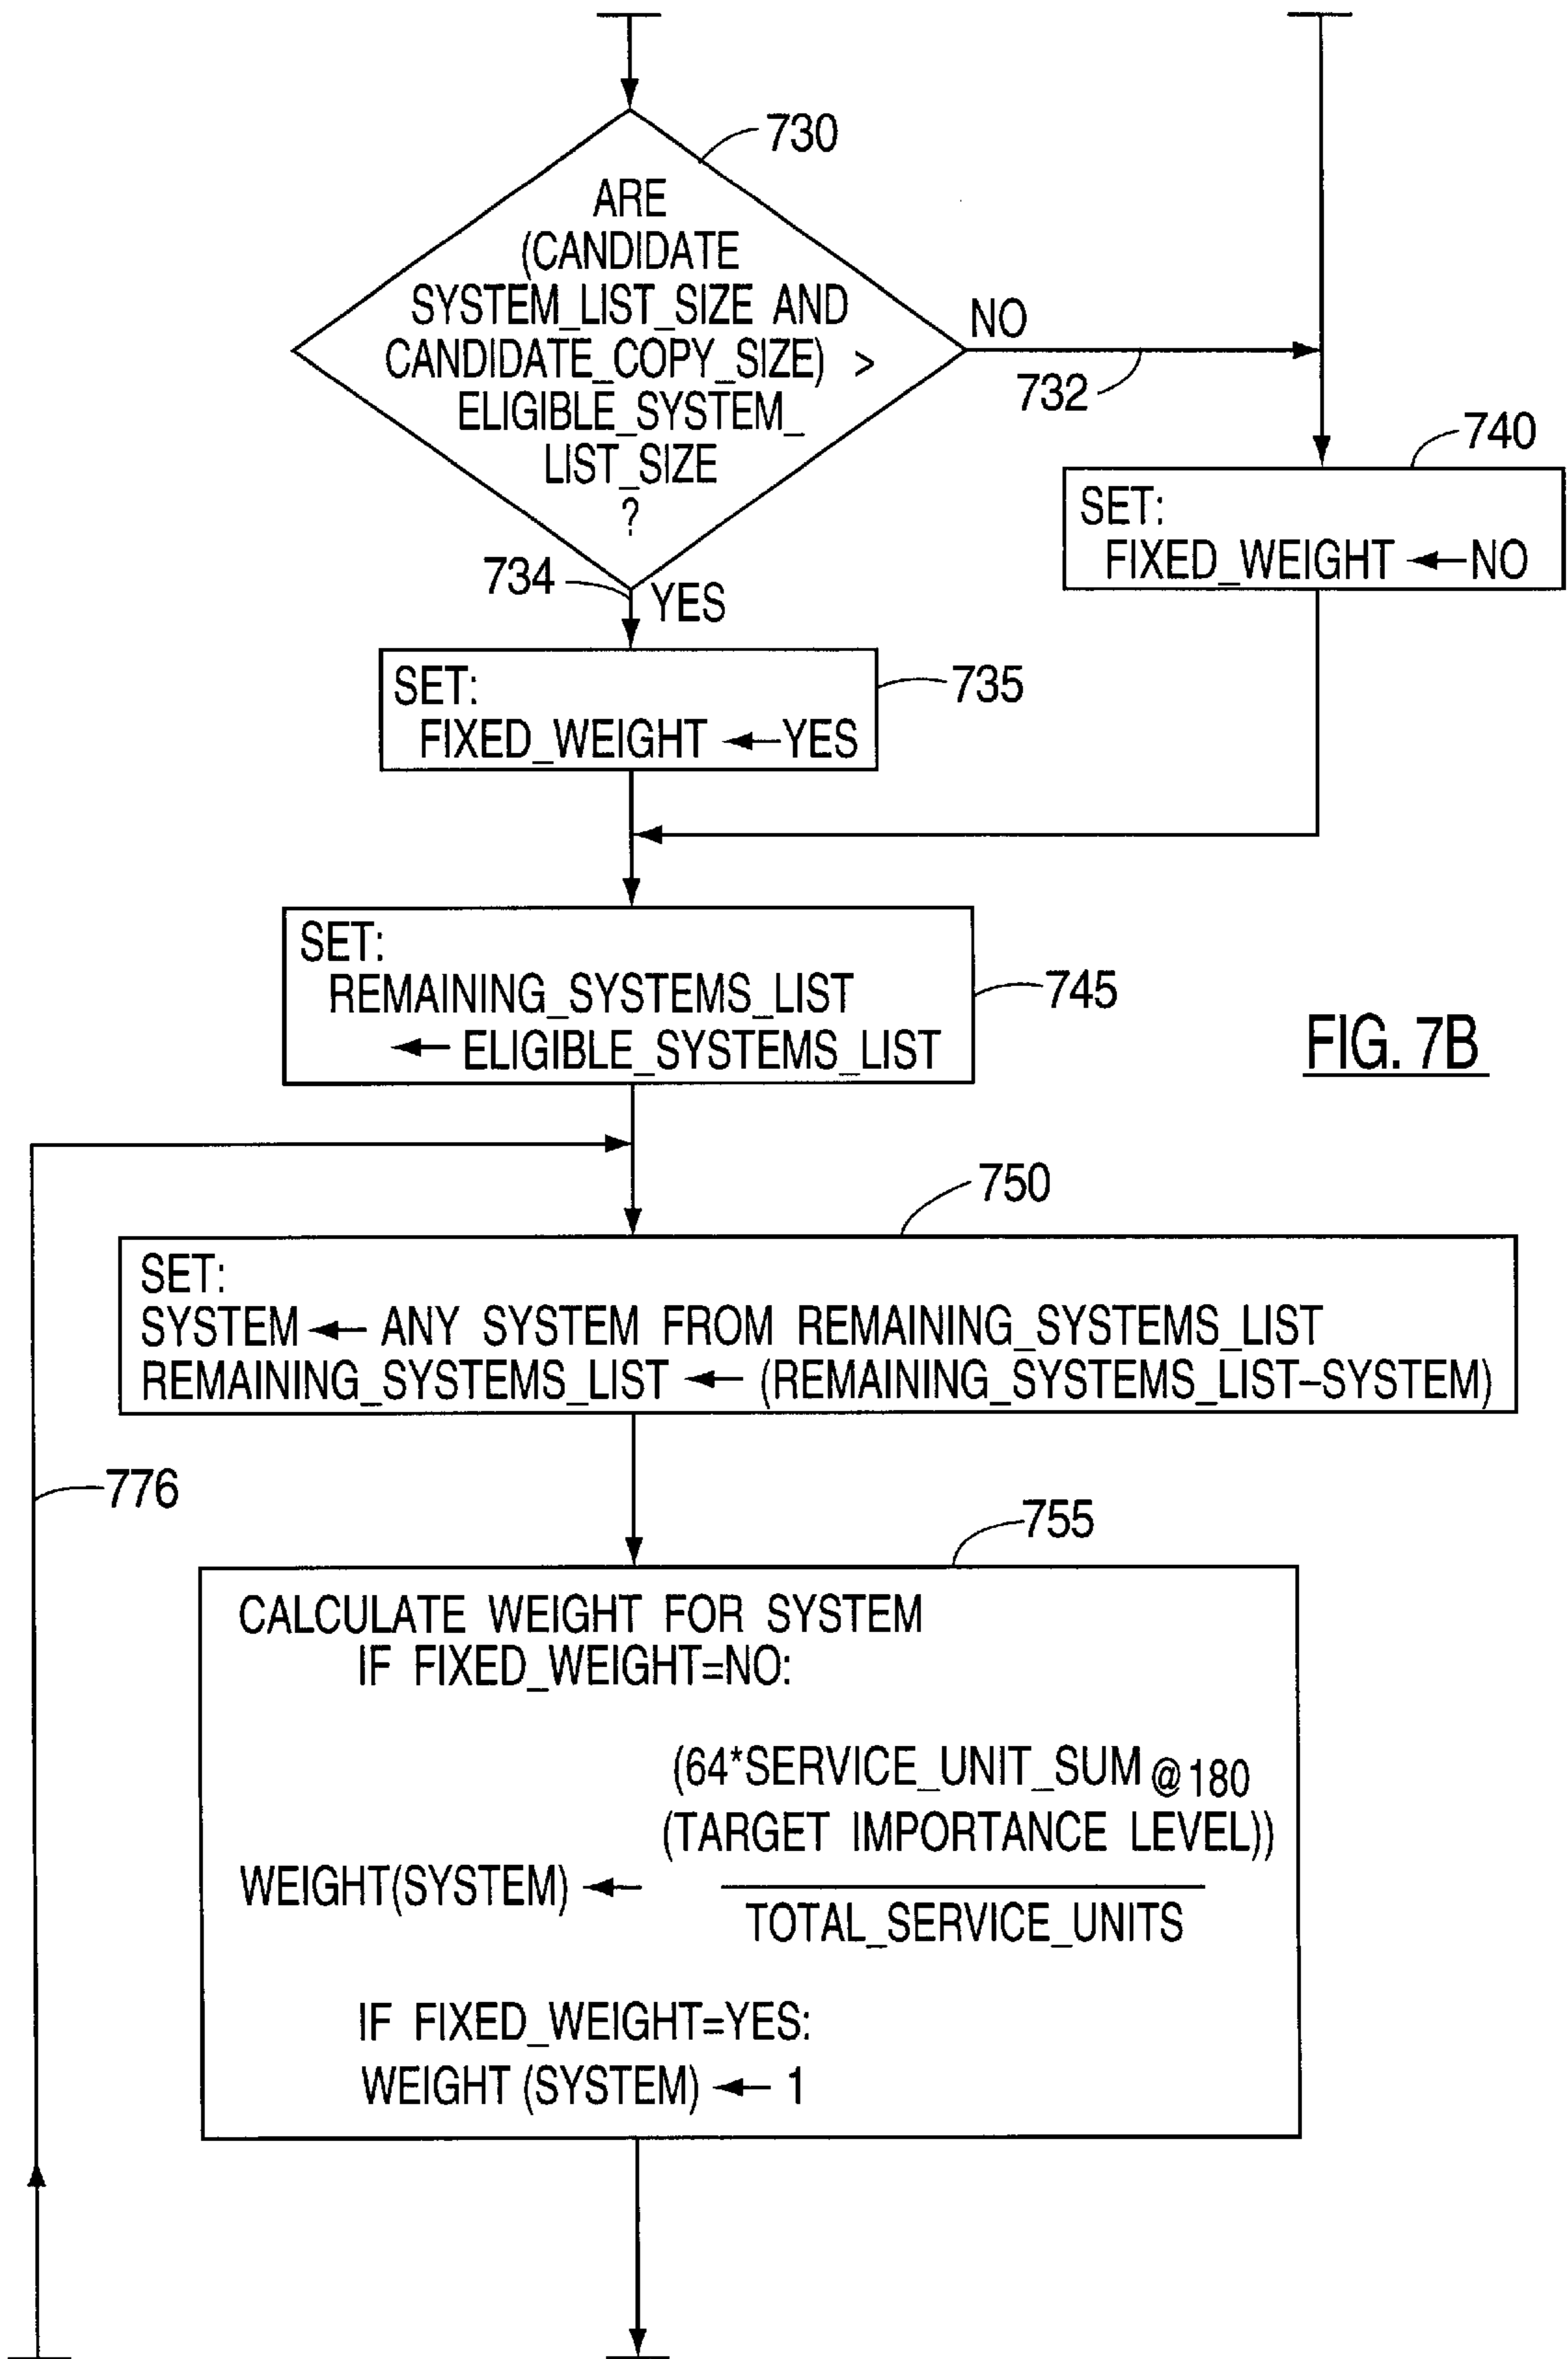 730
ARE
(CANDIDATE
SYSTEM_LIST_SIZE AND
CANDIDATE_COPY_SIZE) >
ELIGIBLE_SYSTEM_
LIST_SIZE
?
NO
732
740
SET:
FIXED_WEIGHT ← NO
734
YES
SET:
FIXED_WEIGHT ← YES
735
SET:
REMAINING_SYSTEMS_LIST
← ELIGIBLE_SYSTEMS_LIST
745
FIG. 7B
750
SET:
SYSTEM ← ANY SYSTEM FROM REMAINING_SYSTEMS_LIST
REMAINING_SYSTEMS_LIST ← (REMAINING_SYSTEMS_LIST–SYSTEM)
776
755
CALCULATE WEIGHT FOR SYSTEM
IF FIXED_WEIGHT=NO:
(64*SERVICE_UNIT_SUM @180
(TARGET IMPORTANCE LEVEL))
WEIGHT(SYSTEM) ←
TOTAL_SERVICE_UNITS
IF FIXED_WEIGHT=YES:
WEIGHT (SYSTEM) ← 1